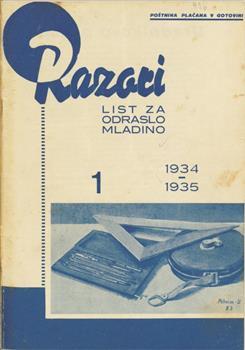 POŠTNINA PLAČANA V GOTOVINI
Razori
LIST ZA
ODRASLO
MLADINO
1
1934
-
1935